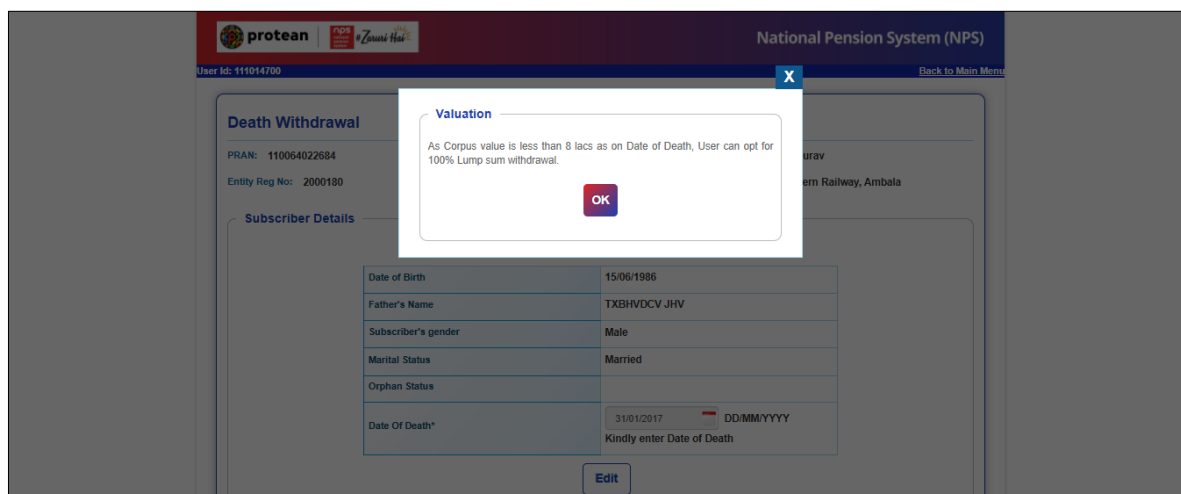 protean nps #Zaruri Hai National Pension System (NPS)
User Id: 111014700 Back to Main Menu
X
Valuation
As Corpus value is less than 8 lacs as on Date of Death, User can opt for
100% Lump sum withdrawal.
OK
Death Withdrawal
PRAN: 110064022684 urav
Entity Reg No: 2000180 ern Railway, Ambala
Subscriber Details
Date of Birth 15/06/1986
Father's Name TXBHVDCV JHV
Subscriber's gender Male
Marital Status Married
Orphan Status
Date Of Death* 31/01/2017 DD/MM/YYYY
Kindly enter Date of Death
Edit